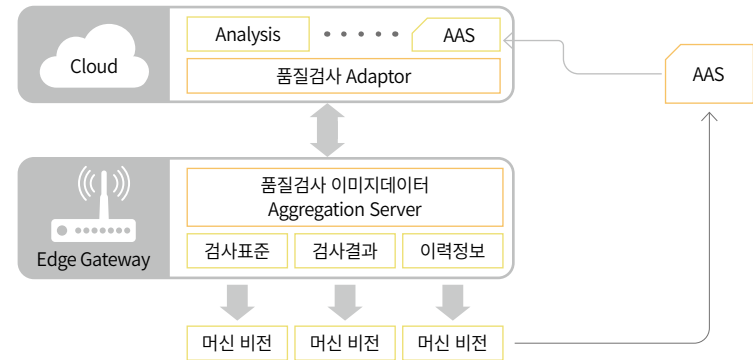 Cloud
Analysis
AAS
품질검사 Adaptor
AAS
Edge Gateway
품질검사 이미지데이터
Aggregation Server
검사표준
검사결과
이력정보
머신 비전
머신 비전
머신 비전